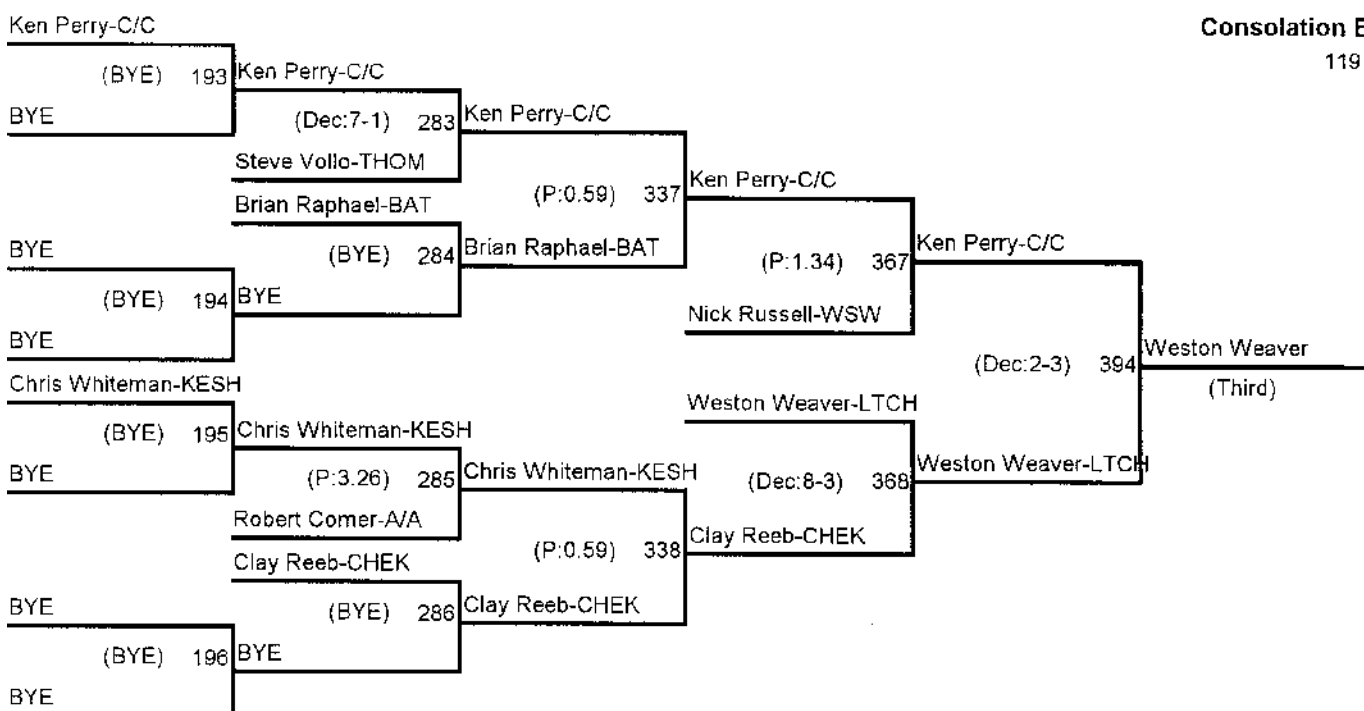 Ken Perry-C/C
Consolation
119
(BYE) 193 Ken Perry-C/C
BYE
(Dec:7-1) 283 Ken Perry-C/C
Steve Vollo-THOM
Ken Perry-C/C
Brian Raphael-BAT
(P:0.59) 337
BYE
(BYE) 284 Brian Raphael-BAT
Ken Perry-C/C
(P:1.34) 367
(BYE) 194 BYE
Nick Russell-WSW
BYE
Weston Weaver
(Dec:2-3) 394
Chris Whiteman-KESH
(Third)
Weston Weaver-LTCH
(BYE) 195 Chris Whiteman-KESH
BYE
(P:3.26) 285 Chris Whiteman-KESH
(Dec:8-3) 368 Weston Weaver-LTCH
Robert Comer-A/A
(P:0.59) 338 Clay Reeb-CHEK
Clay Reeb-CHEK
BYE
(BYE) 286 Clay Reeb-CHEK
(BYE) 196 BYE
BYE